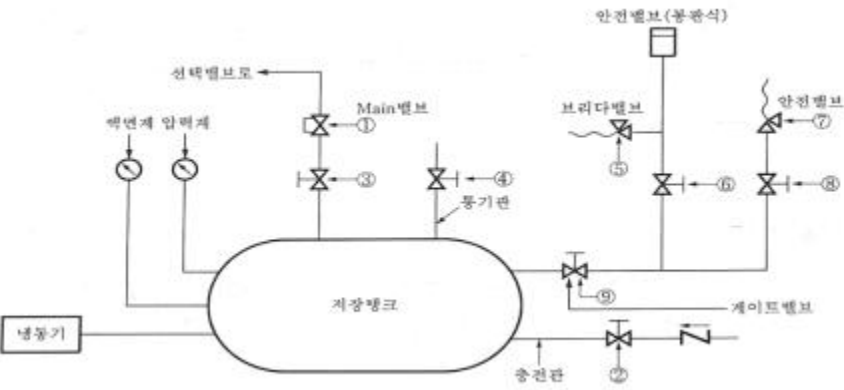 안전밸브(봉판식)
선택밸브로
Main밸브
①
액면계 압력계
브리다밸브
안전밸브
⑦
⑤
③
④
⑥
⑧
통기관
저장탱크
⑨
게이트밸브
냉동기
충전관
②